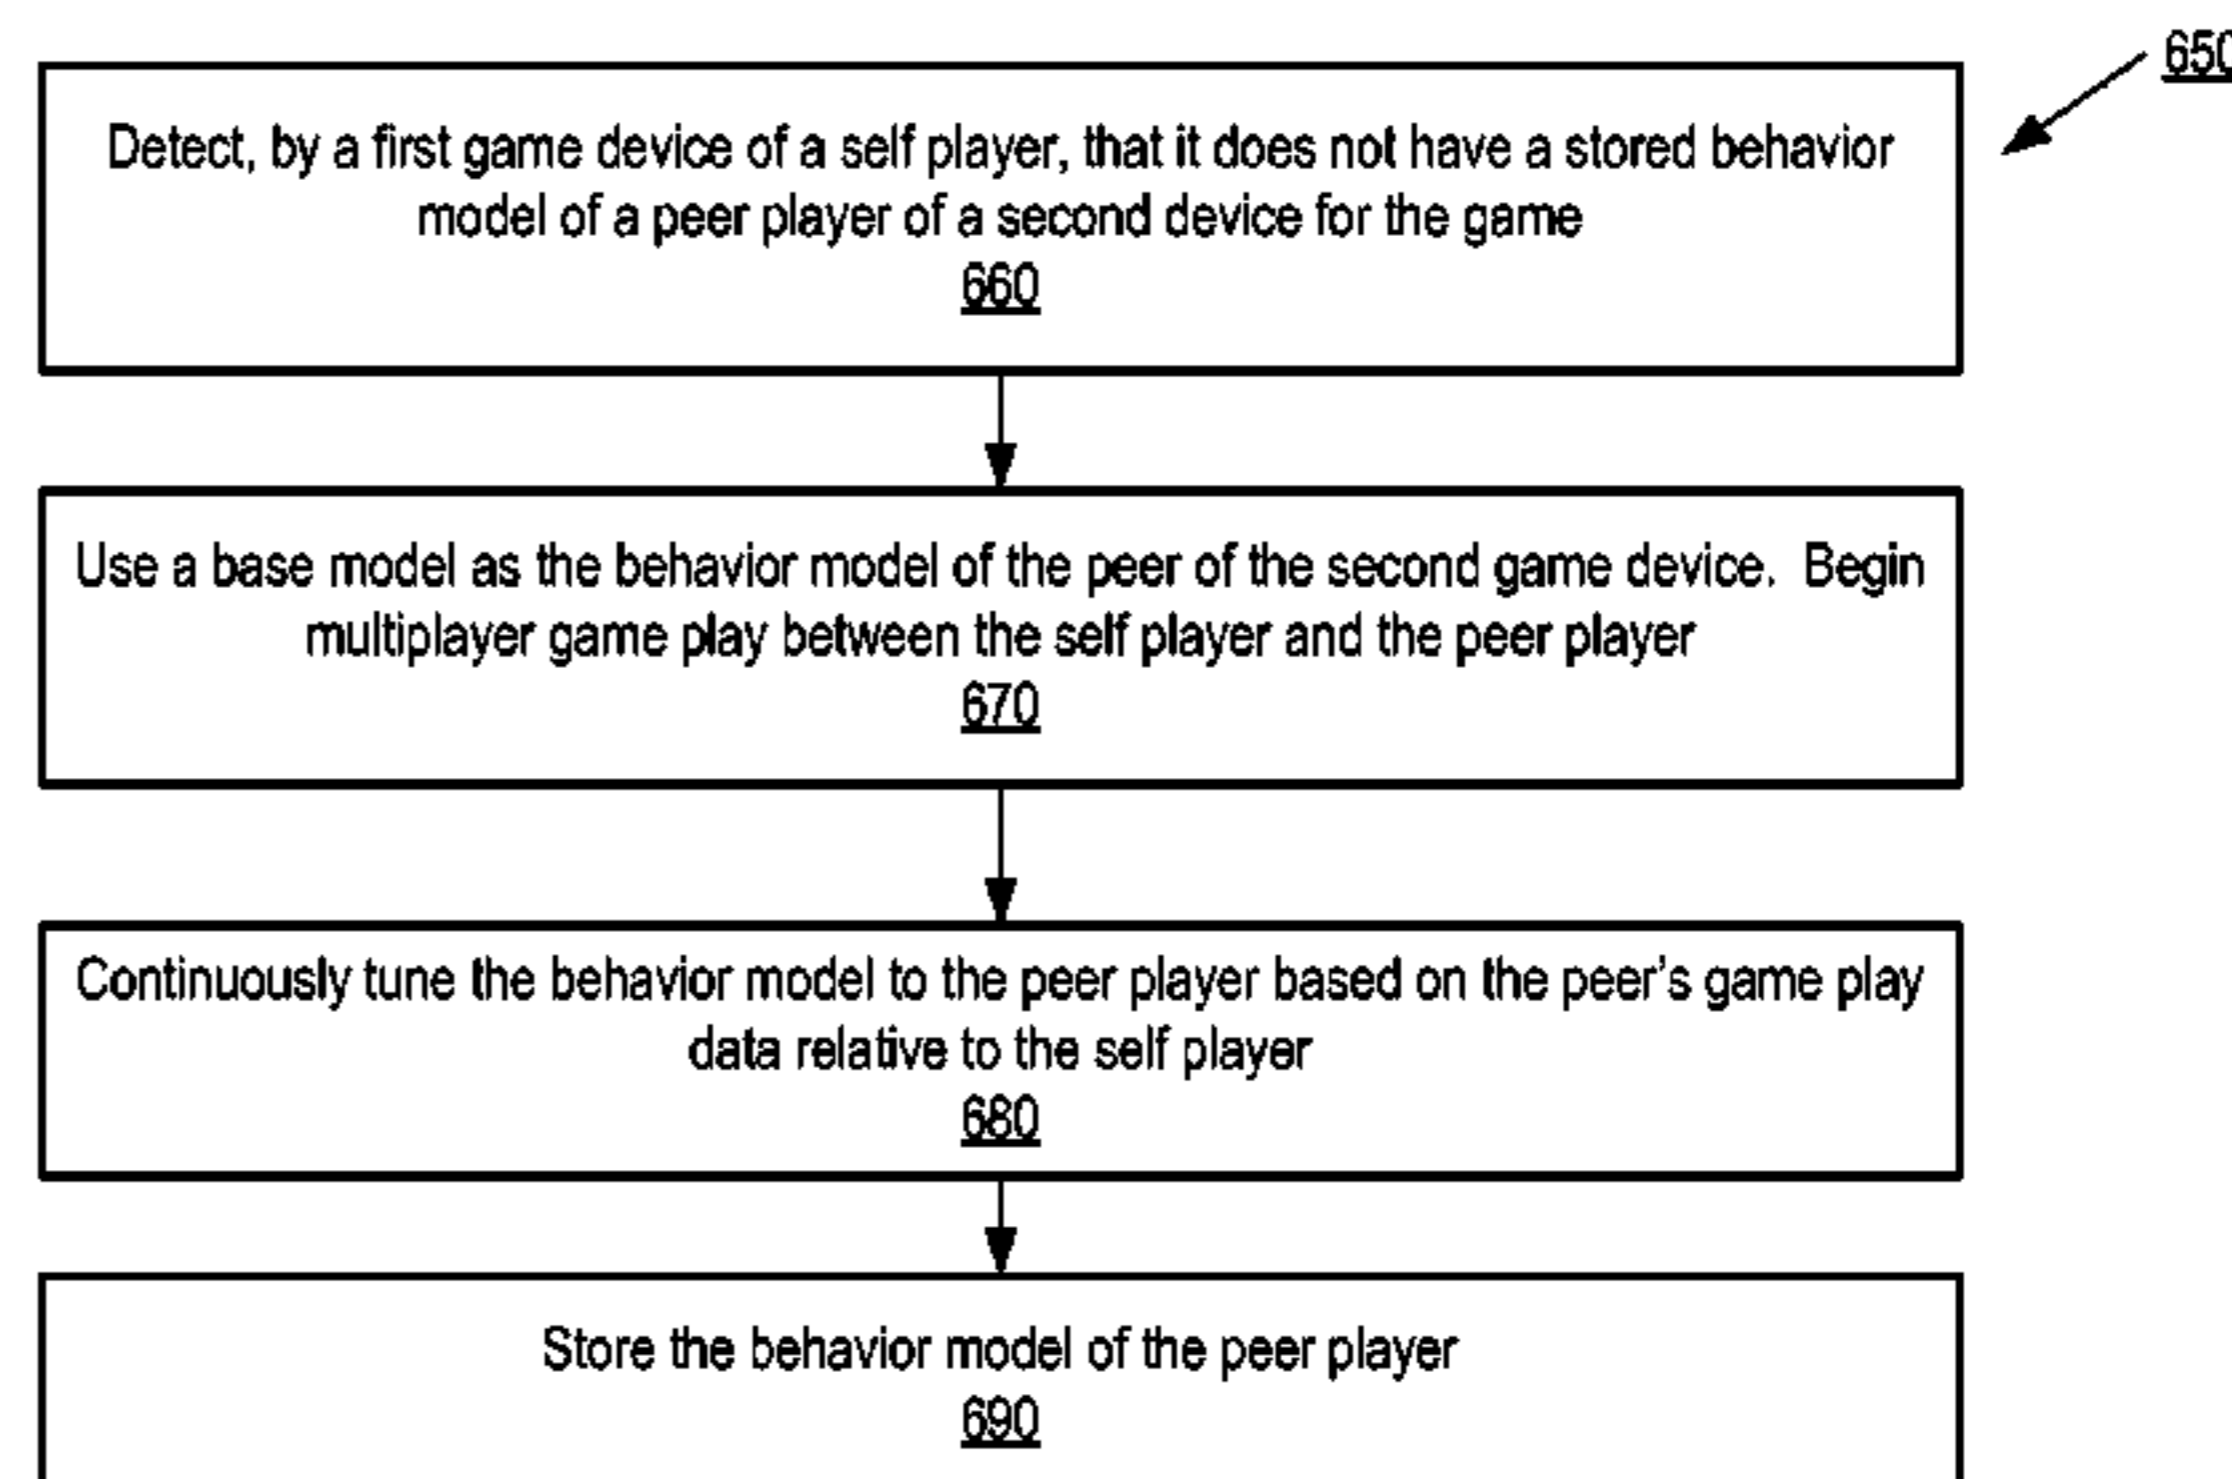 650
Detect, by a first game device of a self player, that it does not have a stored behavior
model of a peer player of a second device for the game
660
Use a base model as the behavior model of the peer of the second game device.  Begin
multiplayer game play between the self player and the peer player
670
Continuously tune the behavior model to the peer player based on the peer’s game play
data relative to the self player
680
Store the behavior model of the peer player
690